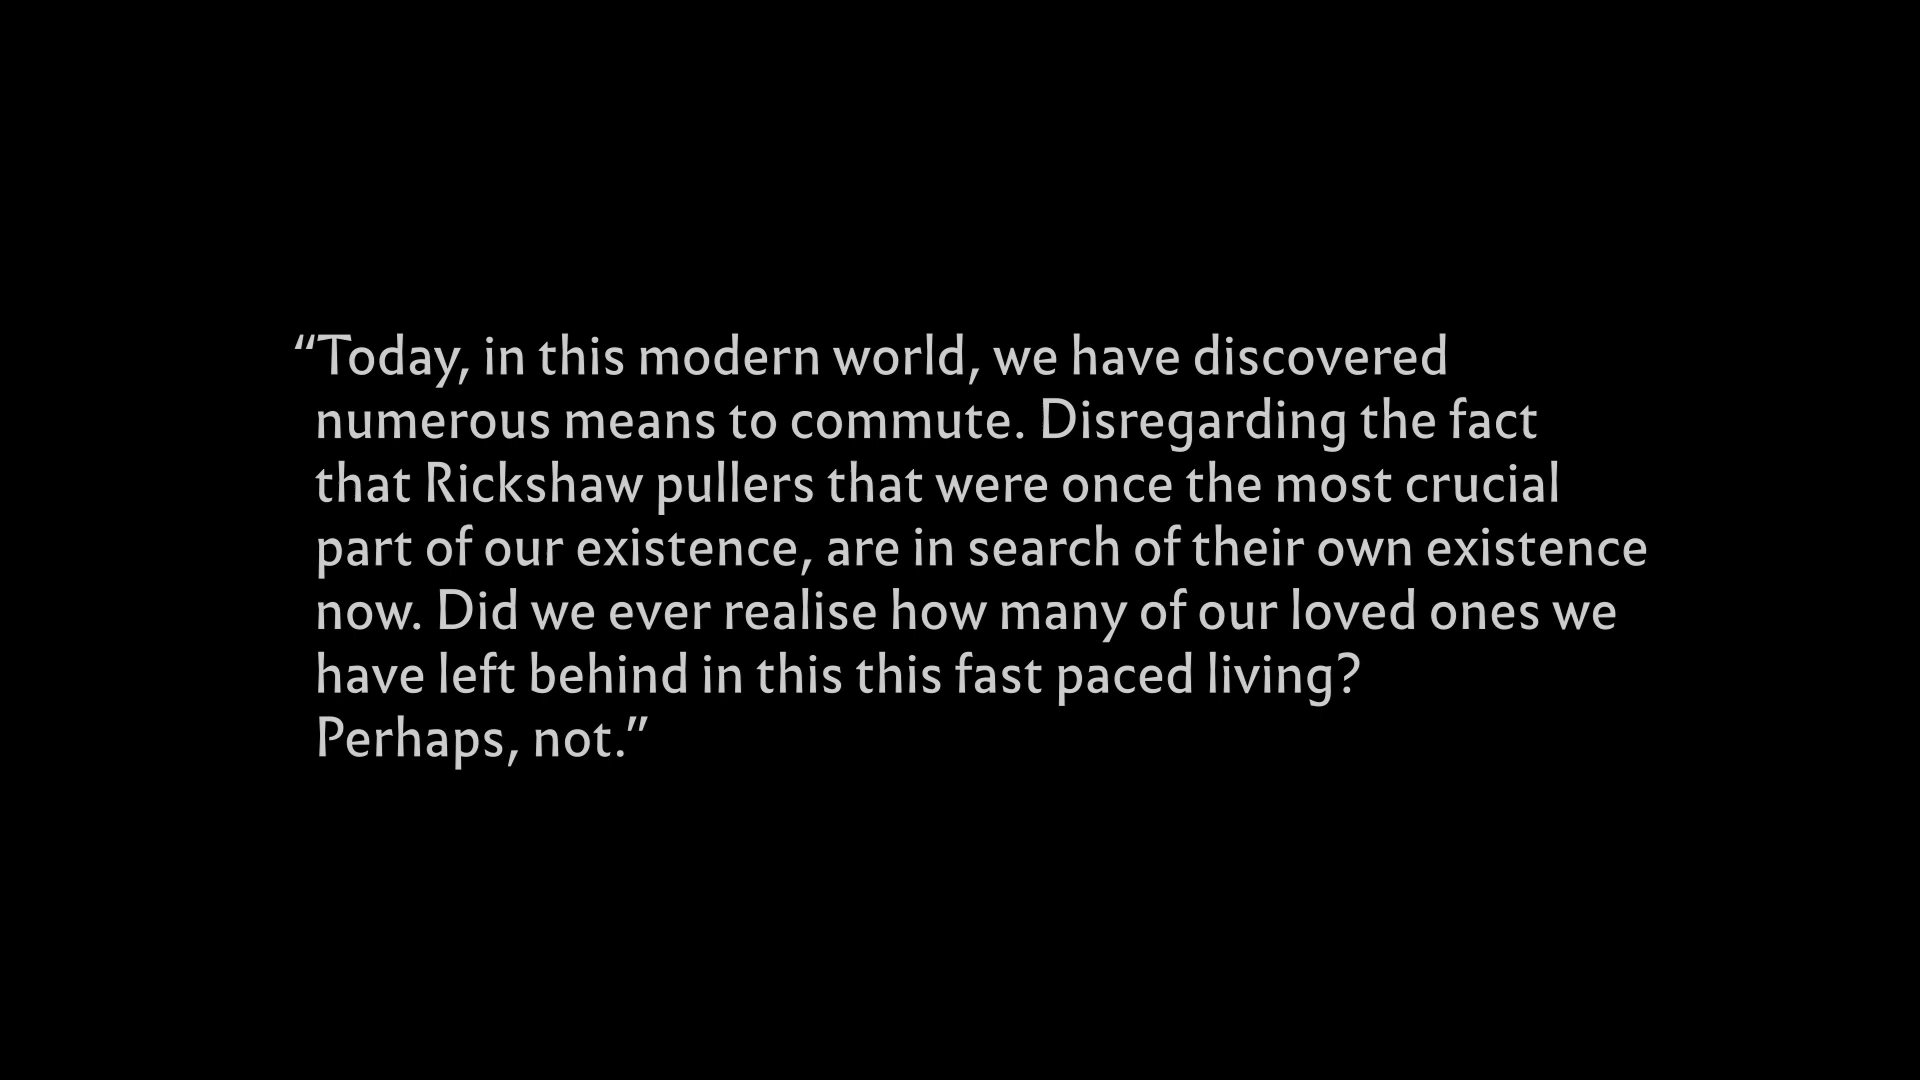 “Today, in this modern world, we have discovered
numerous means to commute. Disregarding the fact
that Rickshaw pullers that were once the most crucial
part of our existence, are in search of their own existence
now. Did we ever realise how many of our loved ones we
have left behind in this this fast paced living?
Perhaps, not.”